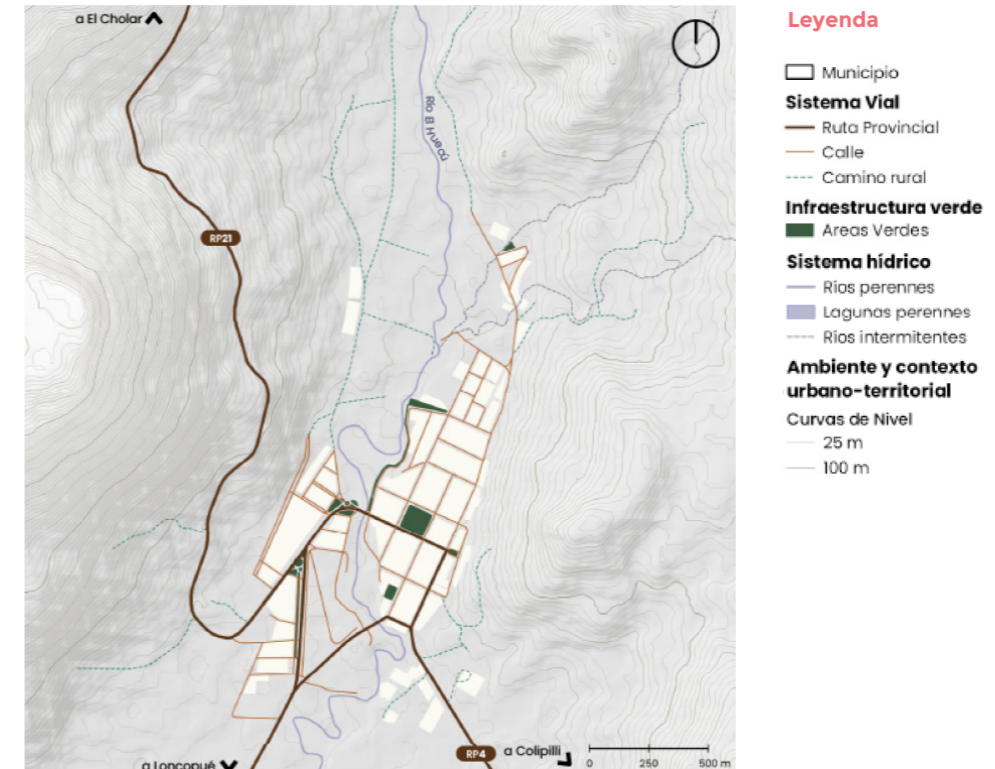 a El Cholar
Río El Huecú
RP21
RP4
a Colipilli
a Loncopué
0 250 500 m
Leyenda
Municipio
Sistema Vial
Ruta Provincial
Calle
Camino rural
Infraestructura verde
Areas Verdes
Sistema hídrico
Ríos perennes
Lagunas perennes
Ríos intermitentes
Ambiente y contexto
urbano-territorial
Curvas de Nivel
25 m
100 m